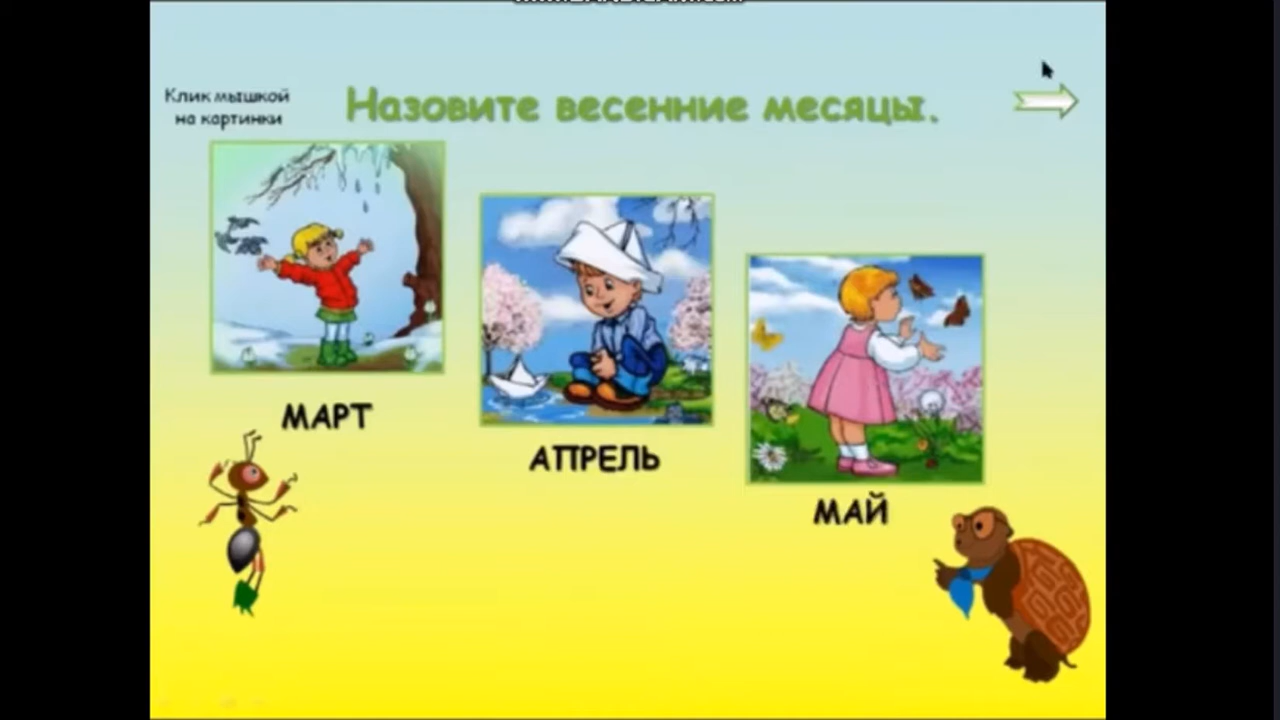 Клик мышкой
на картинки
Назовите весенние месяцы.
МАРТ
АПРЕЛЬ
МАЙ